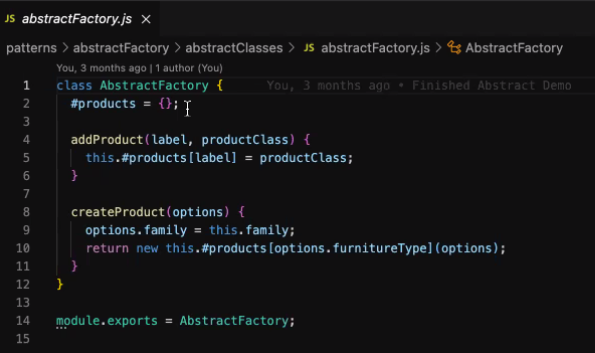 JS abstractFactory.js ×
patterns > abstractFactory > abstractClasses > JS abstractFactory.js > AbstractFactory
You, 3 months ago | 1 author (You)
1 class AbstractFactory { You, 3 months ago • Finished Abstract Demo
2 #products = {};
3
4 addProduct(label, productClass) {
5 this.#products[label] = productClass;
6 }
7
8 createProduct(options) {
9 options.family = this.family;
10 return new this.#products[options.furnitureType](options);
11 }
12 }
13
14 module.exports = AbstractFactory;
15